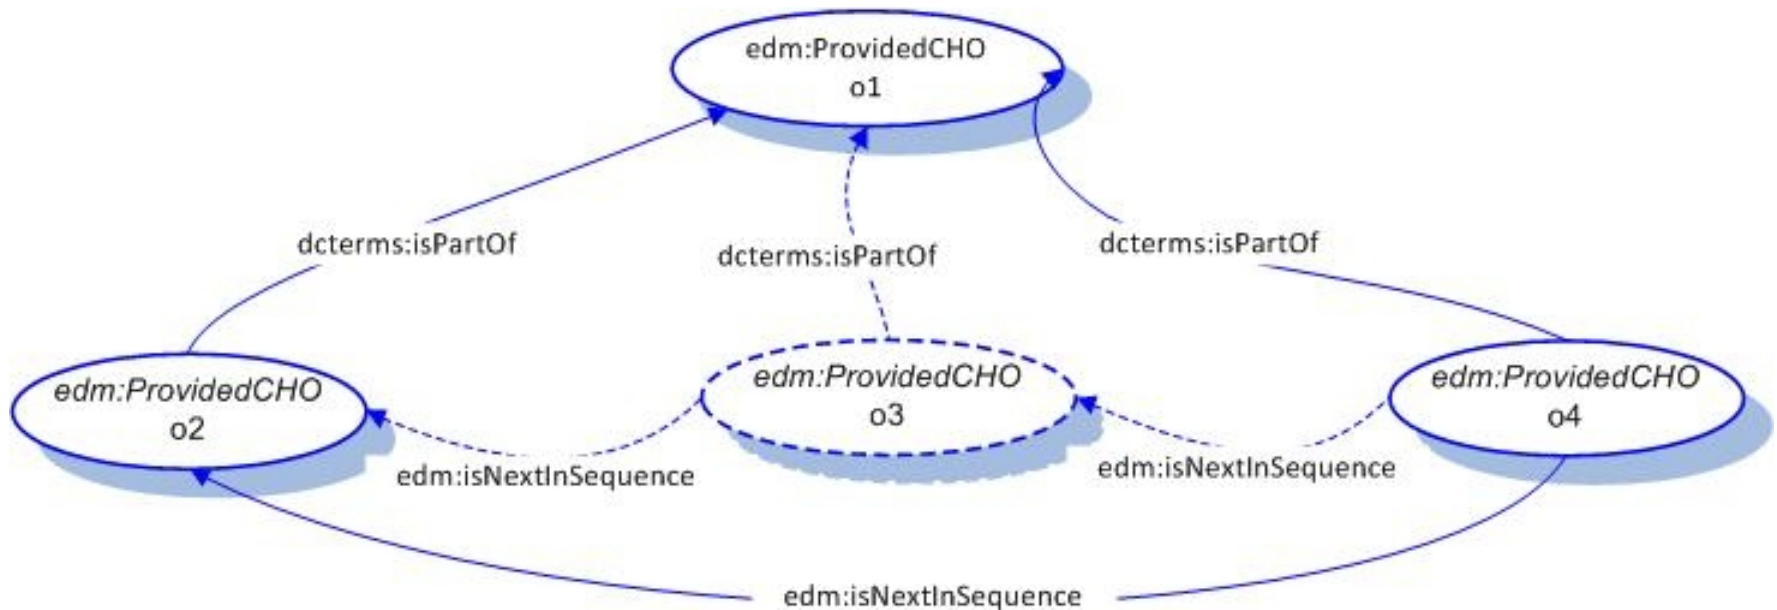 edm:ProvidedCHO
o1
dcterms:isPartOf
dcterms:isPartOf
dcterms:isPartOf
edm:ProvidedCHO
o2
edm:ProvidedCHO
o3
edm:ProvidedCHO
o4
edm:isNextInSequence
edm:isNextInSequence
edm:isNextInSequence